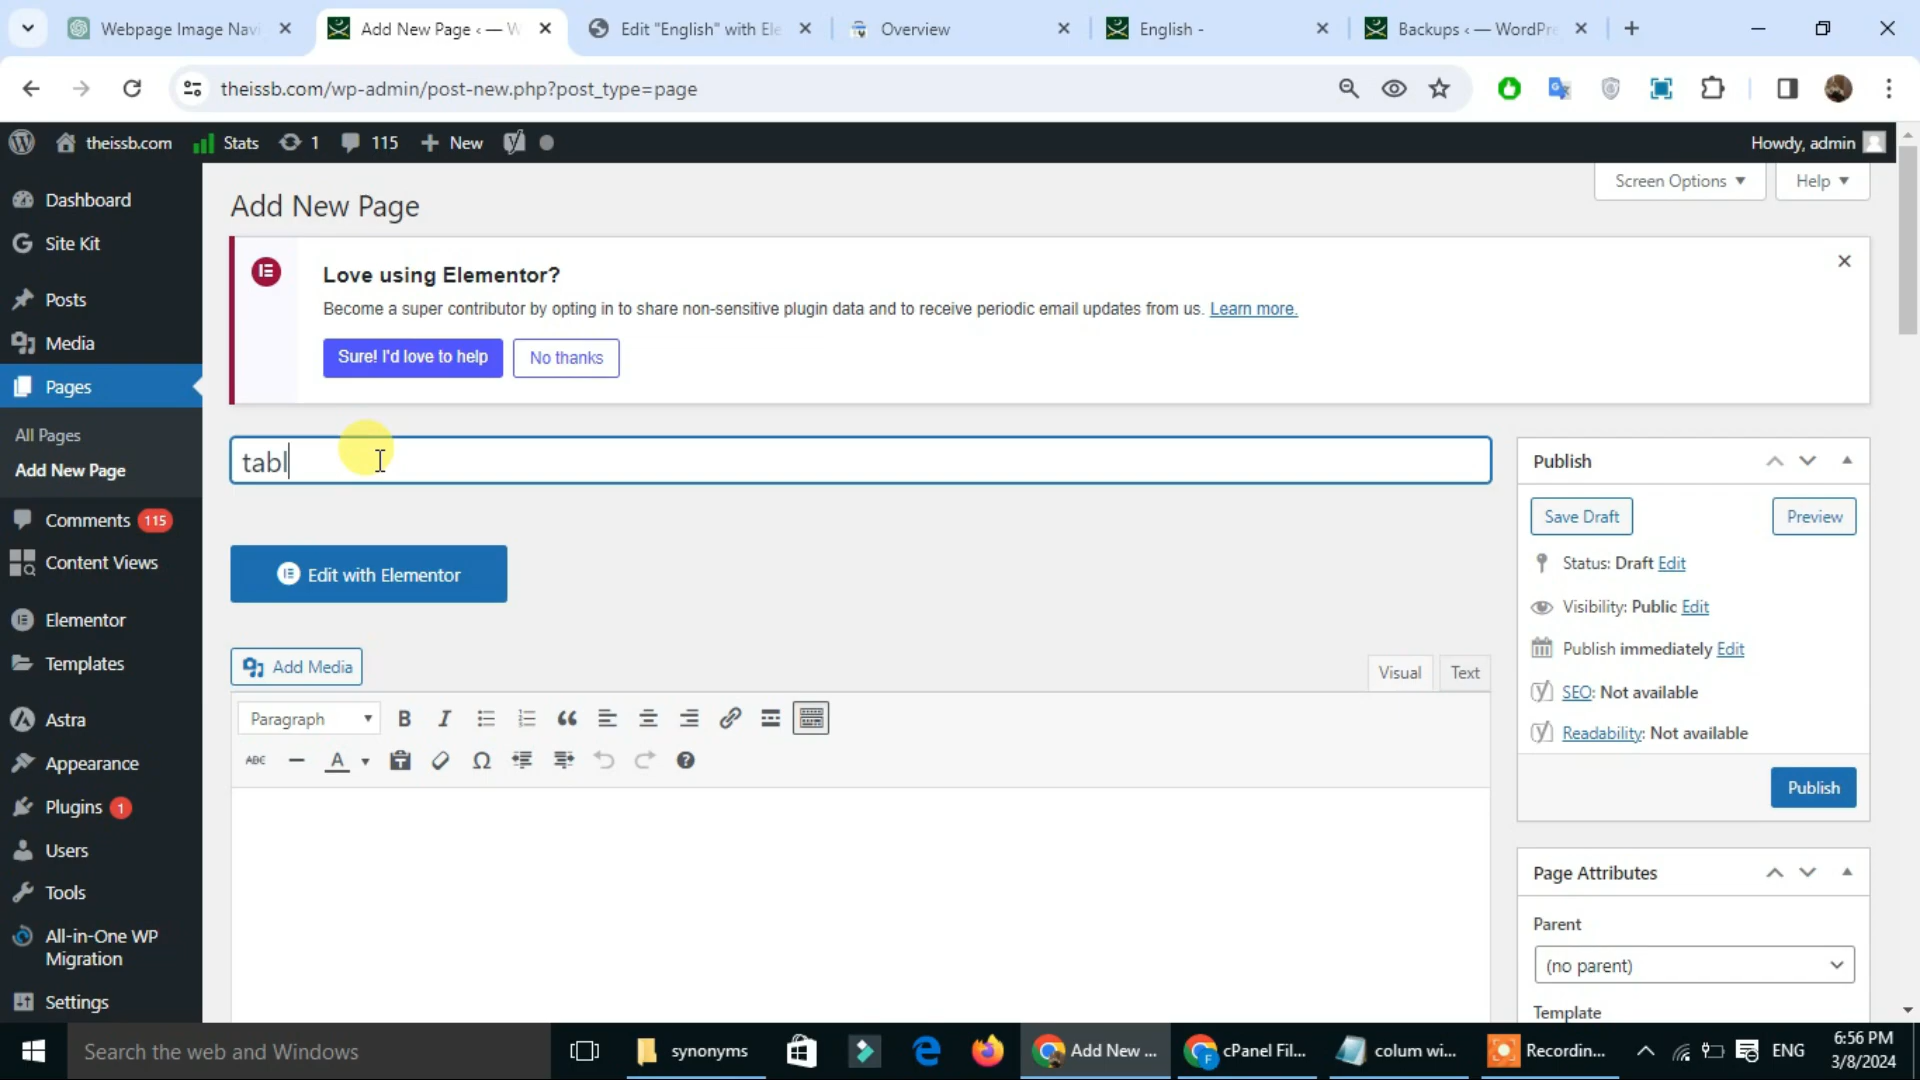 Webpage Image Navi
Add New Page ‹ — W
Edit "English" with Ele
Overview
English -
Backups ‹ — WordPre
theissb.com/wp-admin/post-new.php?post_type=page
theissb.com
Stats
1
115
New
Howdy, admin
Dashboard
Site Kit
Posts
Media
Pages
All Pages
Add New Page
Comments 115
Content Views
Elementor
Templates
Astra
Appearance
Plugins 1
Users
Tools
All-in-One WP
Migration
Settings
Add New Page
Screen Options
Help
Love using Elementor?
Become a super contributor by opting in to share non-sensitive plugin data and to receive periodic email updates from us. Learn more.
Sure! I'd love to help
No thanks
tabl
Edit with Elementor
Add Media
Visual
Text
Paragraph
B I
ABC A
Publish
Save Draft
Preview
Status: Draft Edit
Visibility: Public Edit
Publish immediately Edit
SEO: Not available
Readability: Not available
Publish
Page Attributes
Parent
(no parent)
Template
Search the web and Windows
synonyms
Add New ...
cPanel Fil...
colum wi...
Recordin...
ENG
6:56 PM
3/8/2024